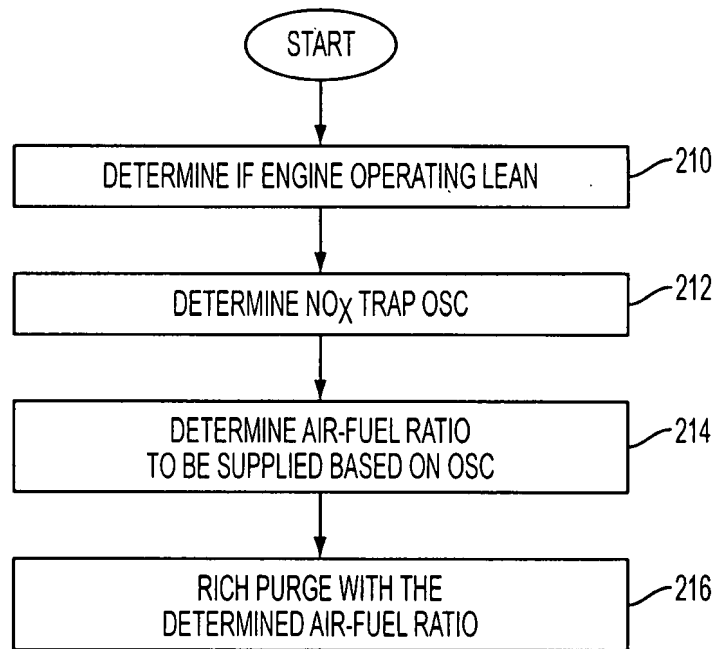 START
DETERMINE IF ENGINE OPERATING LEAN
210
DETERMINE NOX TRAP OSC
212
DETERMINE AIR-FUEL RATIO
TO BE SUPPLIED BASED ON OSC
214
RICH PURGE WITH THE
DETERMINED AIR-FUEL RATIO
216